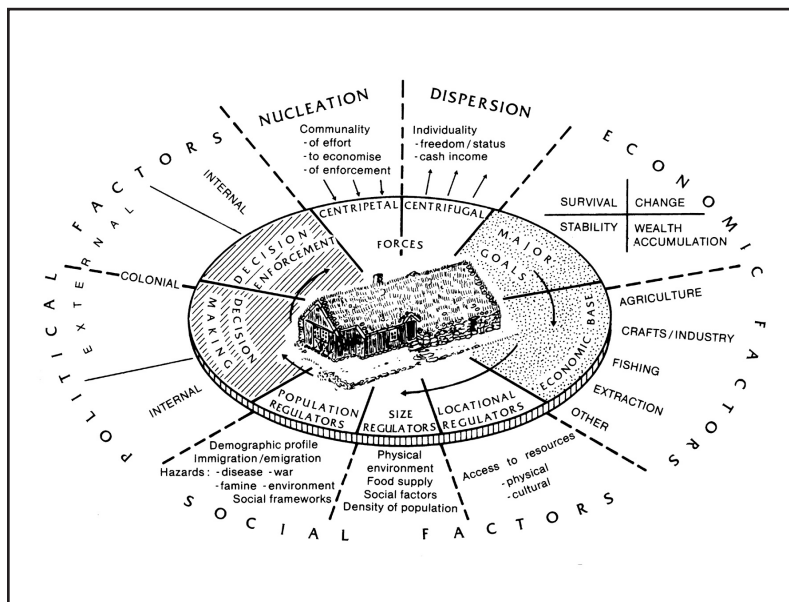 NUCLEATION
DISPERSION
Communality
- of effort
- to economise
- of enforcement
Individuality
- freedom / status
- cash income
POLITICAL FACTORS
EXTERNAL
INTERNAL
COLONIAL
INTERNAL
ECONOMIC FACTORS
SURVIVAL
CHANGE
STABILITY
WEALTH
ACCUMULATION
AGRICULTURE
CRAFTS / INDUSTRY
FISHING
EXTRACTION
OTHER
CENTRIPETAL
CENTRIFUGAL
FORCES
MAJOR
GOALS
ECONOMIC BASE
DECISION
ENFORCEMENT
DECISION
MAKING
POPULATION
REGULATORS
SIZE
REGULATORS
LOCATIONAL
REGULATORS
Demographic profile
Immigration / emigration
Hazards : - disease - war
- famine - environment
Social frameworks
Physical
environment
Food supply
Social factors
Density of population
Access to resources
- physical
- cultural
SOCIAL FACTORS